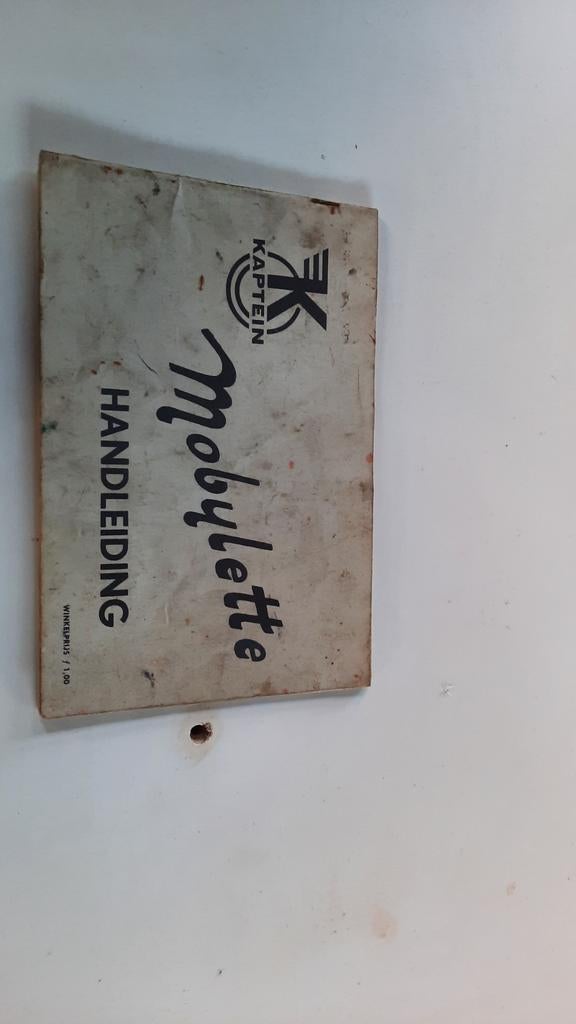 K
KAPTEIN
Mobylette
HANDLEIDING
WINKELPRIJS f 1,00